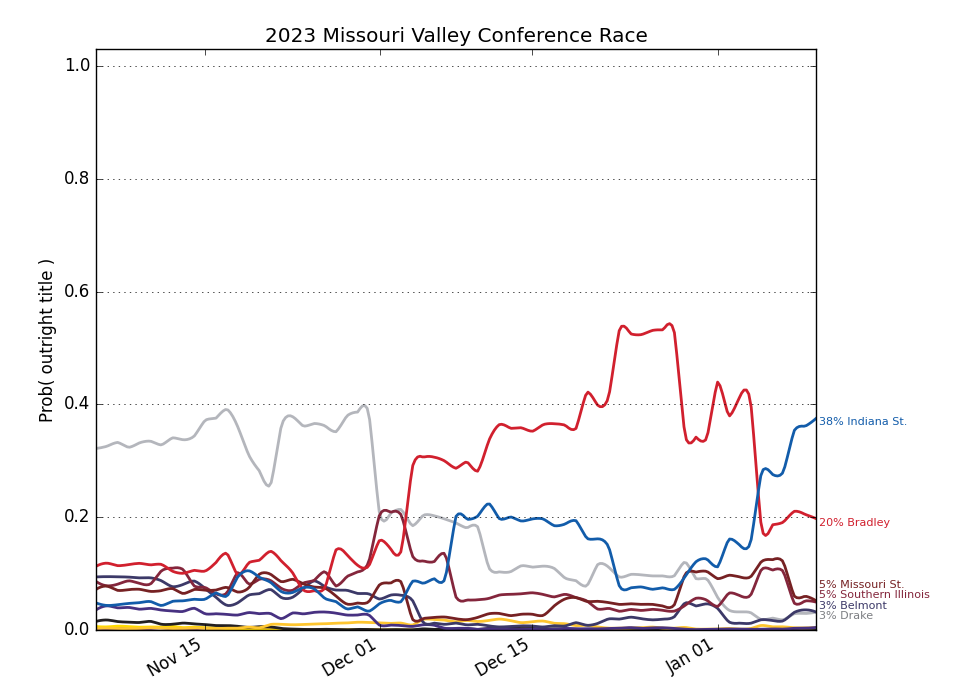 2023 Missouri Valley Conference Race
1.0
0.8
0.6
0.4
0.2
0.0
Prob( outright title )
Nov 15
Dec 01
Dec 15
Jan 01
38% Indiana St.
20% Bradley
5% Missouri St.
5% Southern Illinois
3% Belmont
3% Drake